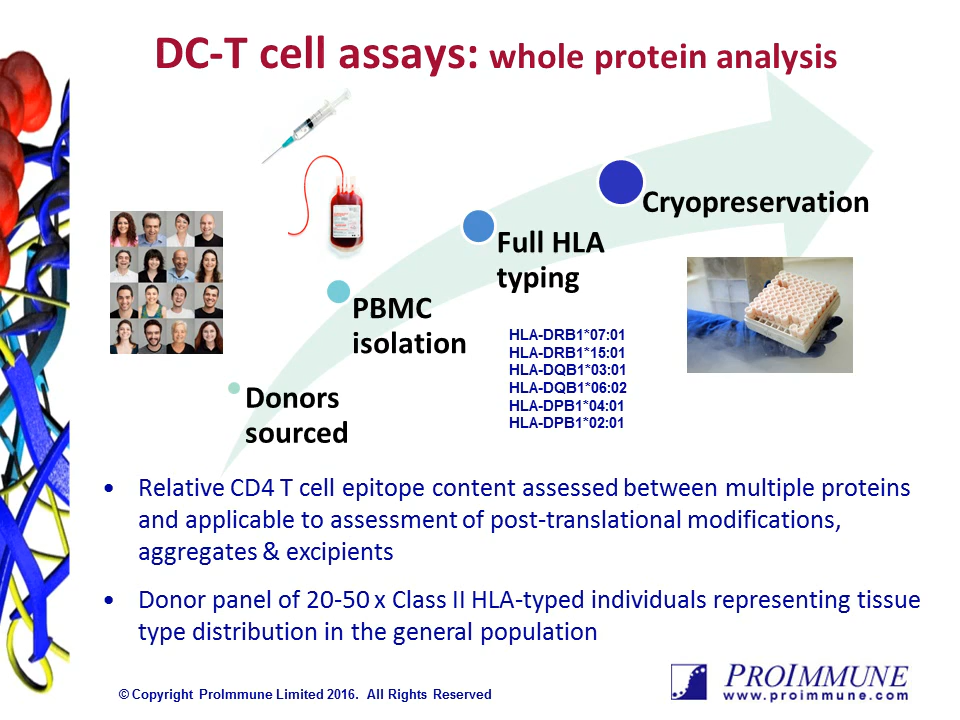 DC-T cell assays: whole protein analysis
Cryopreservation
Full HLA
typing
PBMC
isolation
HLA-DRB1*07:01
HLA-DRB1*15:01
HLA-DQB1*03:01
HLA-DQB1*06:02
HLA-DPB1*04:01
HLA-DPB1*02:01
Donors
sourced
• Relative CD4 T cell epitope content assessed between multiple proteins
and applicable to assessment of post-translational modifications,
aggregates & excipients
• Donor panel of 20-50 x Class II HLA-typed individuals representing tissue
type distribution in the general population
© Copyright ProImmune Limited 2016. All Rights Reserved
PROIMMUNE
www.proimmune.com